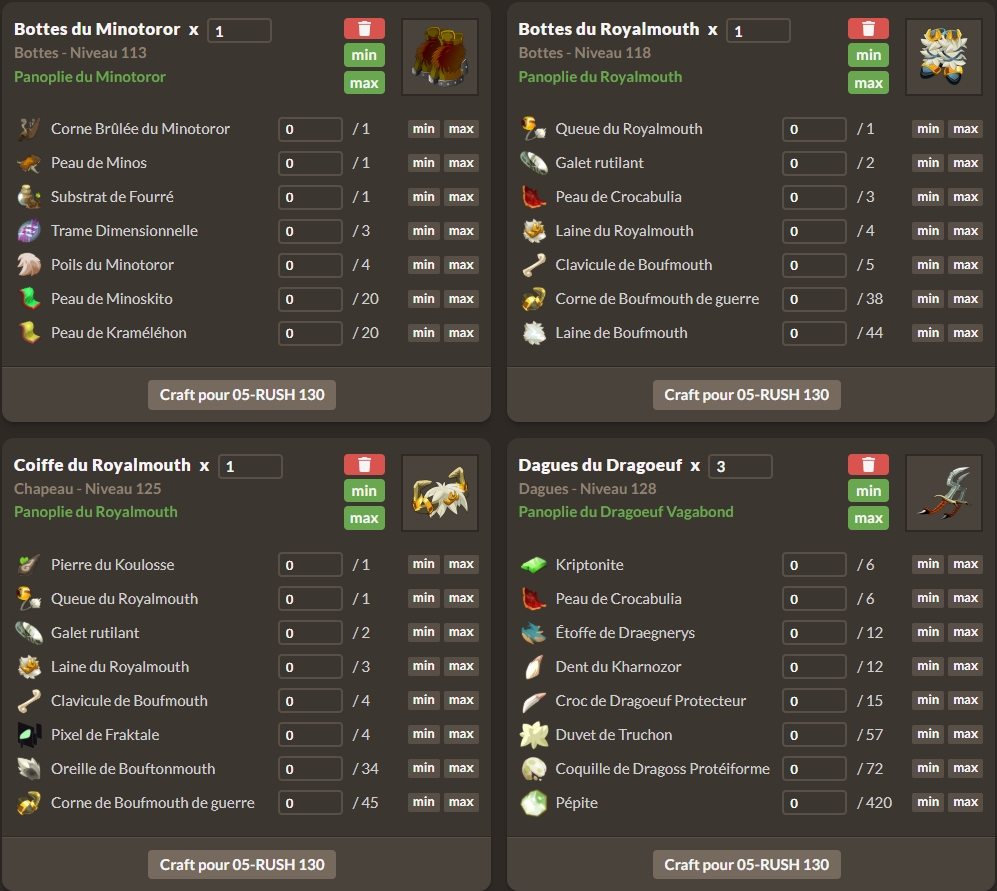 Bottes du Minotoror x 1
min
max
Bottes - Niveau 113
Panoplie du Minotoror
Corne Brûlée du Minotoror 0 / 1 min max
Peau de Minos 0 / 1 min max
Substrat de Fourré 0 / 1 min max
Trame Dimensionnelle 0 / 3 min max
Poils du Minotoror 0 / 4 min max
Peau de Minoskito 0 / 20 min max
Peau de Kraméléhon 0 / 20 min max
Craft pour 05-RUSH 130
Bottes du Royalmouth x 1
min
max
Bottes - Niveau 118
Panoplie du Royalmouth
Queue du Royalmouth 0 / 1 min max
Galet rutilant 0 / 2 min max
Peau de Crocabulia 0 / 3 min max
Laine du Royalmouth 0 / 4 min max
Clavicule de Boufmouth 0 / 5 min max
Corne de Boufmouth de guerre 0 / 38 min max
Laine de Boufmouth 0 / 44 min max
Craft pour 05-RUSH 130
Coiffe du Royalmouth x 1
min
max
Chapeau - Niveau 125
Panoplie du Royalmouth
Pierre du Koulosse 0 / 1 min max
Queue du Royalmouth 0 / 1 min max
Galet rutilant 0 / 2 min max
Laine du Royalmouth 0 / 3 min max
Clavicule de Boufmouth 0 / 4 min max
Pixel de Fraktale 0 / 4 min max
Oreille de Bouftonmouth 0 / 34 min max
Corne de Boufmouth de guerre 0 / 45 min max
Craft pour 05-RUSH 130
Dagues du Dragoeuf x 3
min
max
Dagues - Niveau 128
Panoplie du Dragoeuf Vagabond
Kriptonite 0 / 6 min max
Peau de Crocabulia 0 / 6 min max
Étoffe de Draegnerys 0 / 12 min max
Dent du Kharnozor 0 / 12 min max
Croc de Dragoeuf Protecteur 0 / 15 min max
Duvet de Truchon 0 / 57 min max
Coquille de Dragoss Protéiforme 0 / 72 min max
Pépite 0 / 420 min max
Craft pour 05-RUSH 130